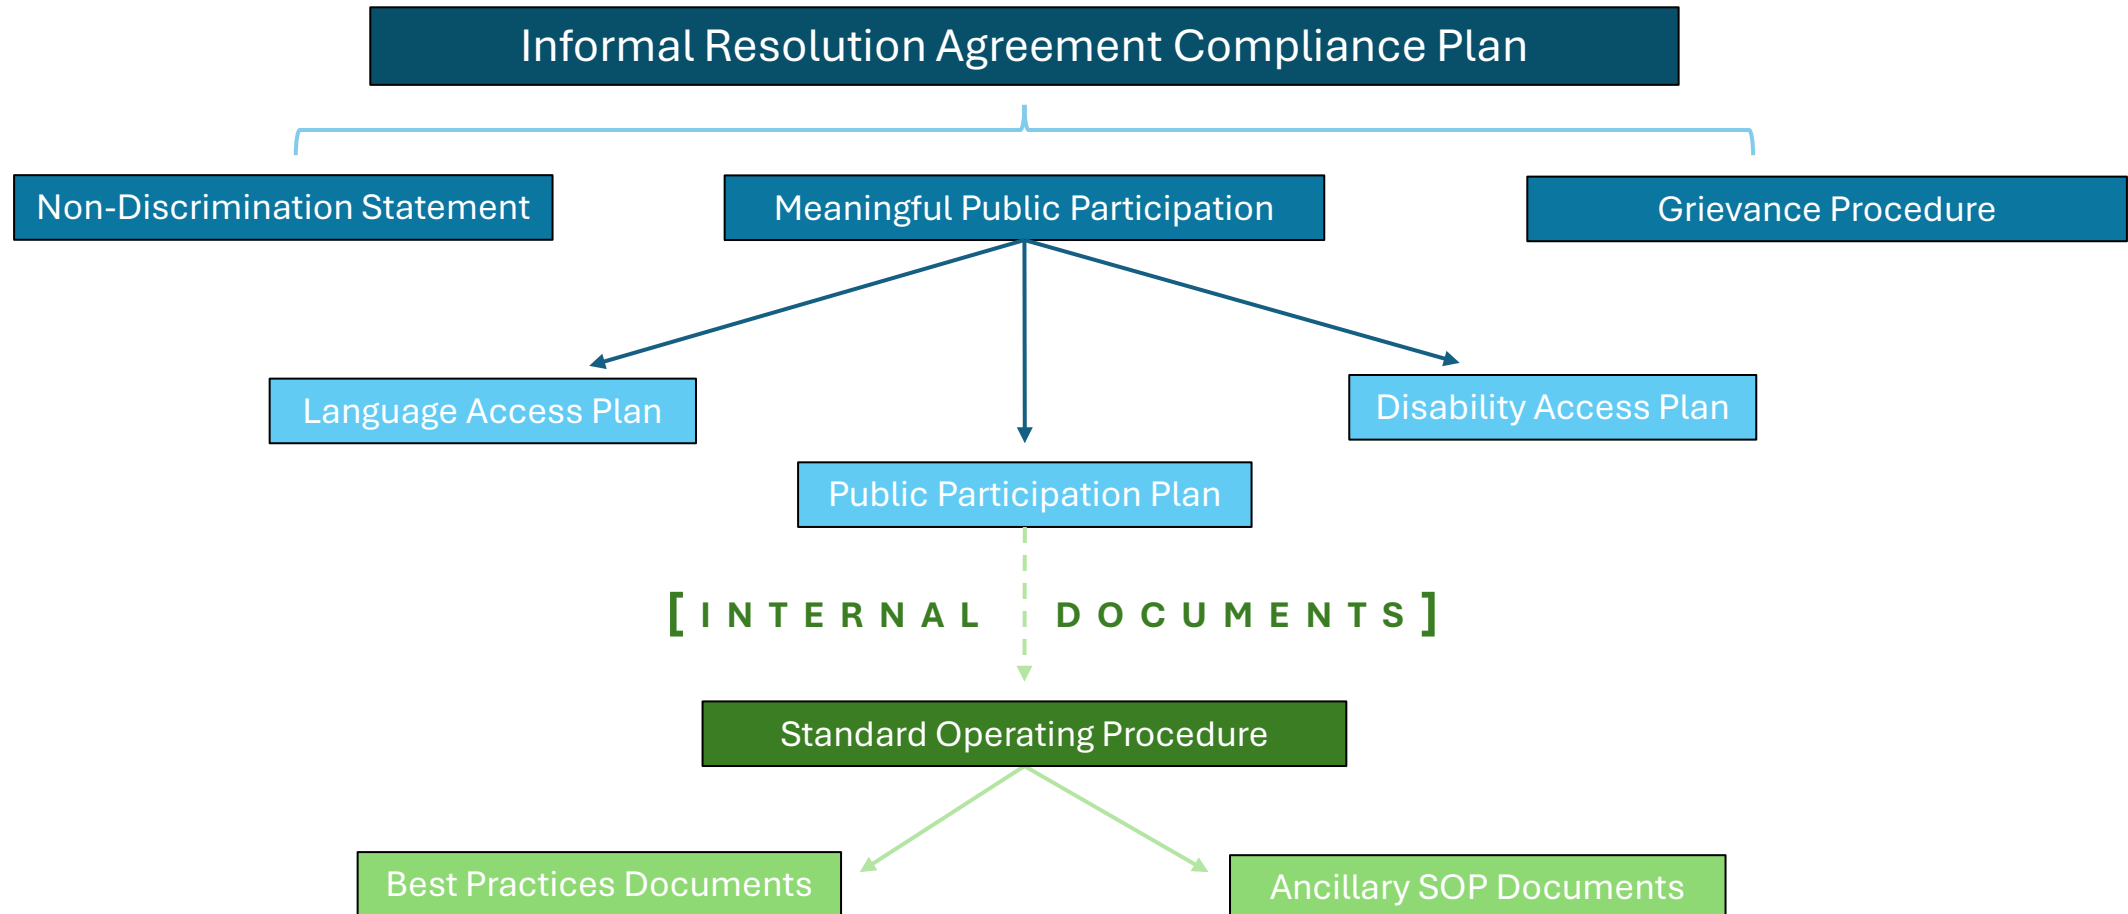 Informal Resolution Agreement Compliance Plan
Non-Discrimination Statement
Meaningful Public Participation
Grievance Procedure
Language Access Plan
Disability Access Plan
Public Participation Plan
[INTERNAL DOCUMENTS]
Standard Operating Procedure
Best Practices Documents
Ancillary SOP Documents